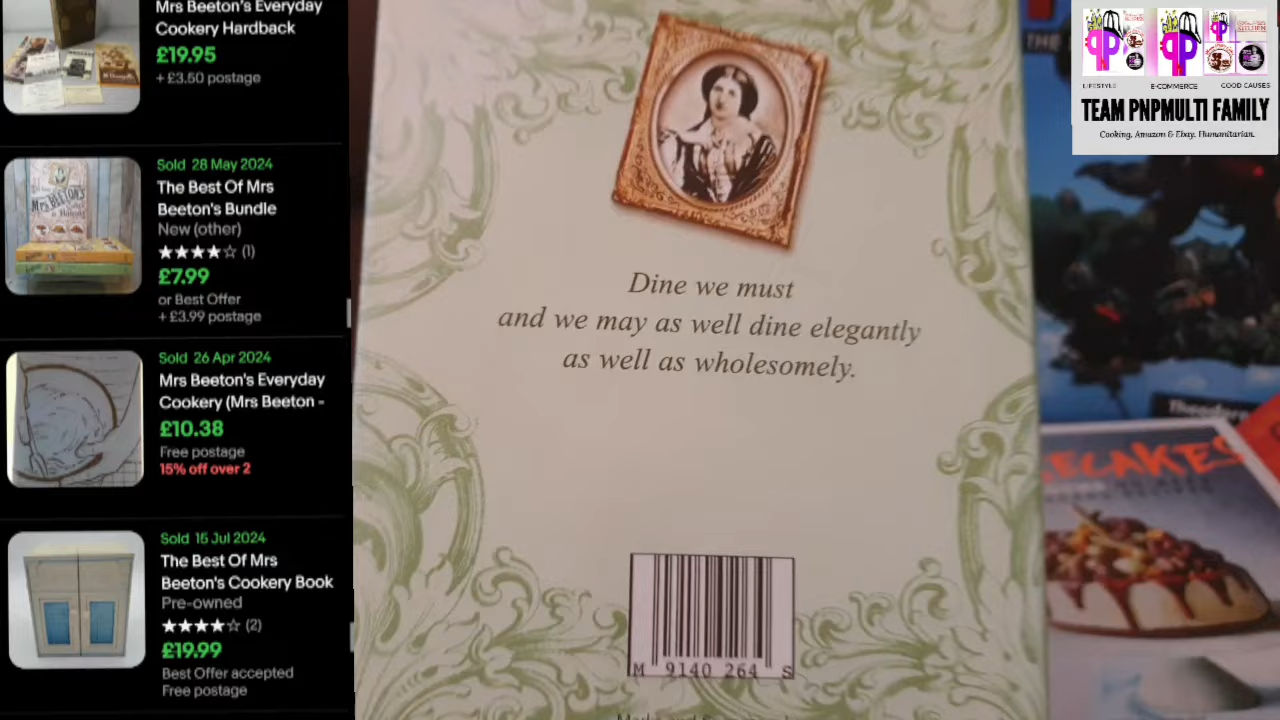 Mrs Beeton's Everyday
Cookery Hardback
£19.95
+ £3.50 postage
Sold 28 May 2024
The Best Of Mrs
Beeton's Bundle
New (other)
(1)
£7.99
or Best Offer
+ £3.99 postage
Sold 26 Apr 2024
Mrs Beeton's Everyday
Cookery (Mrs Beeton -
£10.38
Free postage
15% off over 2
Sold 15 Jul 2024
The Best Of Mrs
Beeton's Cookery Book
Pre-owned
(2)
£19.99
Best Offer accepted
Free postage
Dine we must
and we may as well dine elegantly
as well as wholesomely.
M 9140 264 S
THE
LIFESTYLE
E-COMMERCE
GOOD CAUSES
TEAM PNPMULTI FAMILY
Cooking. Amazon & Ebay. Humanitarian.